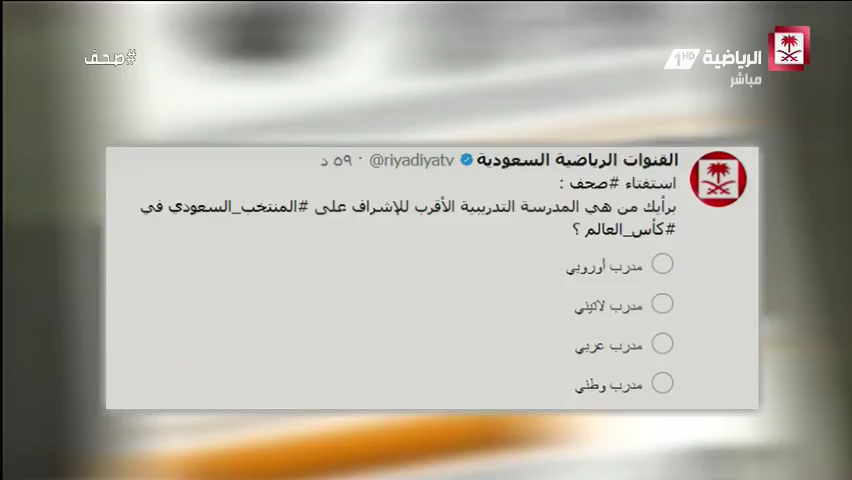 #صحف
الرياضية 1HD
مباشر
القنوات الرياضية السعودية @riyadiyatv · ٥٩ د
استفتاء #صحف :
برأيك من هي المدرسة التدريبية الأقرب للإشراف على #المنتخب_السعودي في
#كأس_العالم ؟
مدرب أوروبي
مدرب لاتيني
مدرب عربي
مدرب وطني